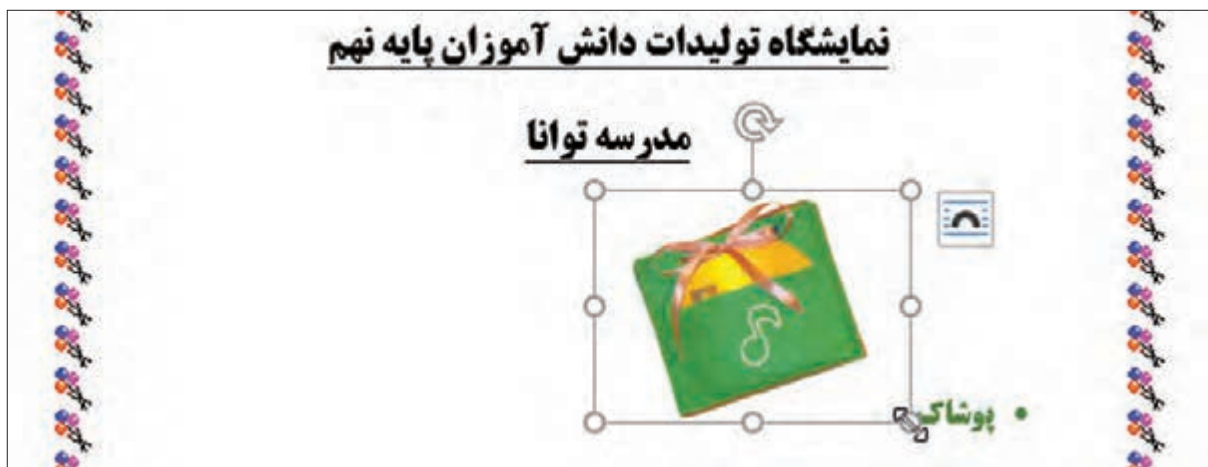 نمایشگاه تولیدات دانش آموزان پایه نهم
مدرسه توانا
• پوشاک